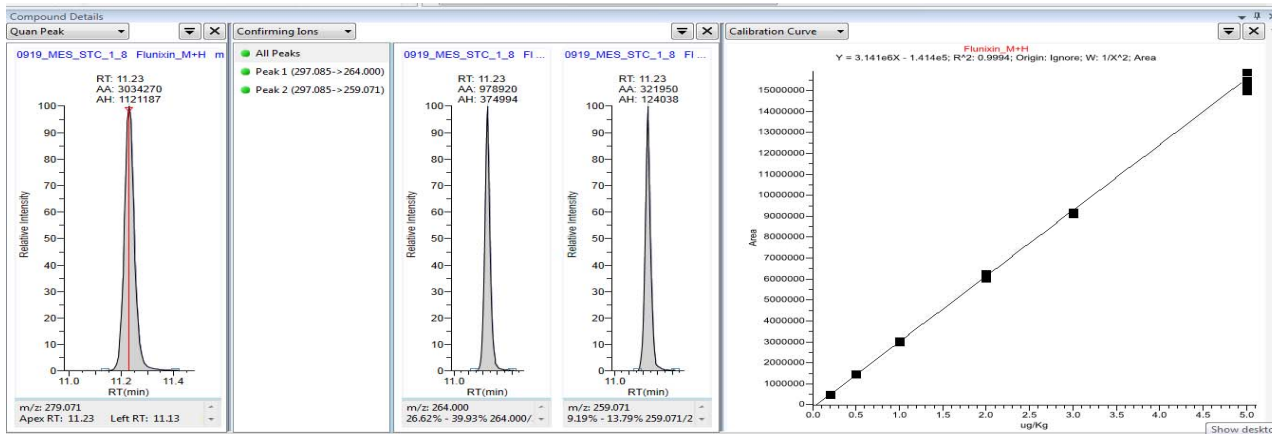 Compound Details
Quan Peak
0919_MES_STC_1_8 Flunixin_M+H m
RT: 11.23
AA: 3034270
AH: 1121187
100
90
80
70
60
50
40
30
20
10
0
Relative Intensity
11.0 11.2 11.4
RT(min)
m/z: 279.071
Apex RT: 11.23 Left RT: 11.13
Confirming Ions
All Peaks
Peak 1 (297.085->264.000)
Peak 2 (297.085->259.071)
0919_MES_STC_1_8 Fl ...
RT: 11.23
AA: 978920
AH: 374994
100
90
80
70
60
50
40
30
20
10
0
Relative Intensity
11.0
RT(min)
m/z: 264.000
26.62% - 39.93% 264.000/
0919_MES_STC_1_8 Fl ...
RT: 11.23
AA: 321950
AH: 124038
100
90
80
70
60
50
40
30
20
10
0
Relative Intensity
11.0
RT(min)
m/z: 259.071
9.19% - 13.79% 259.071/2
Calibration Curve
Flunixin_M+H
Y = 3.141e6X - 1.414e5; R^2: 0.9994; Origin: Ignore; W: 1/X^2; Area
15000000
14000000
13000000
12000000
11000000
10000000
9000000
8000000
7000000
6000000
5000000
4000000
3000000
2000000
1000000
0
Area
0.0 0.5 1.0 1.5 2.0 2.5 3.0 3.5 4.0 4.5 5.0
ug/Kg
Show deskto